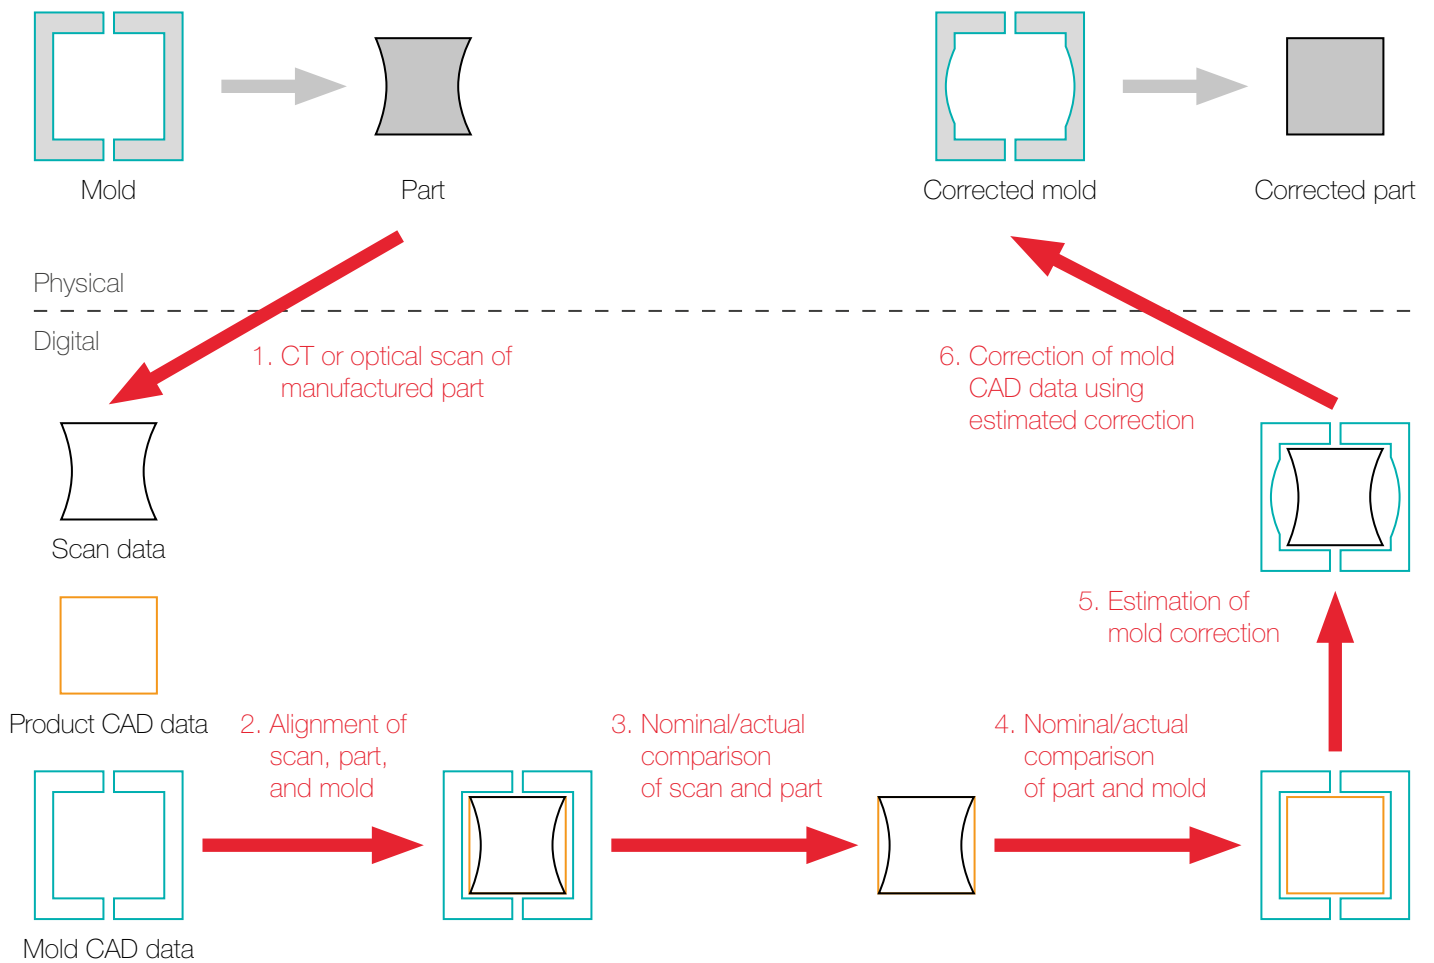 Mold
Part
Corrected mold
Corrected part
Physical
Digital
1. CT or optical scan of
manufactured part
6. Correction of mold
CAD data using
estimated correction
Scan data
5. Estimation of
mold correction
Product CAD data
2. Alignment of
scan, part,
and mold
3. Nominal/actual
comparison
of scan and part
4. Nominal/actual
comparison
of part and mold
Mold CAD data